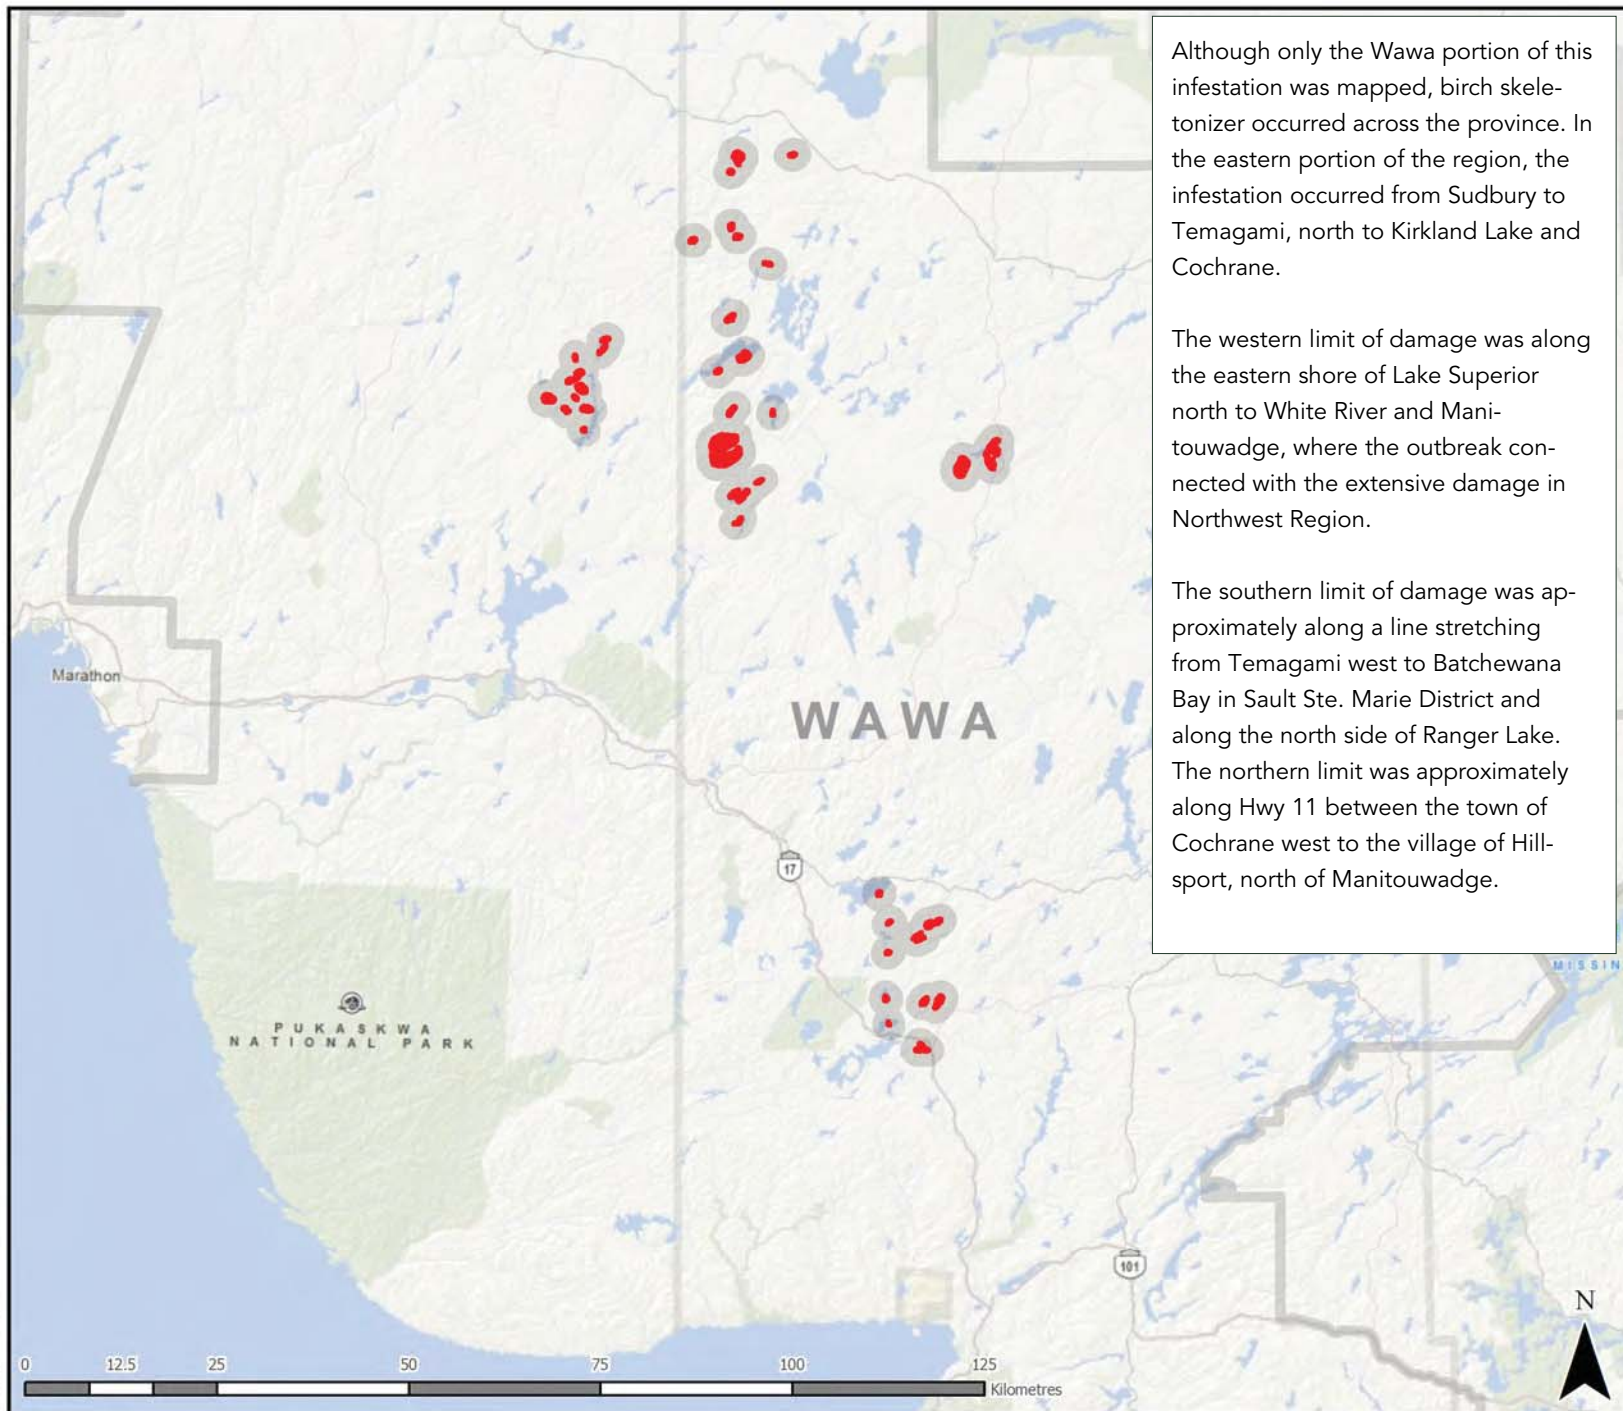 Although only the Wawa portion of this
infestation was mapped, birch skele-
tonizer occurred across the province. In
the eastern portion of the region, the
infestation occurred from Sudbury to
Temagami, north to Kirkland Lake and
Cochrane.
The western limit of damage was along
the eastern shore of Lake Superior
north to White River and Mani-
touwadge, where the outbreak con-
nected with the extensive damage in
Northwest Region.
The southern limit of damage was ap-
proximately along a line stretching
from Temagami west to Batchewana
Bay in Sault Ste. Marie District and
along the north side of Ranger Lake.
The northern limit was approximately
along Hwy 11 between the town of
Cochrane west to the village of Hill-
sport, north of Manitouwadge.
Marathon
WAWA
17
MISSIN
PUKASKWA
NATIONAL PARK
101
N
0 12.5 25 50 75 100 125
Kilometres